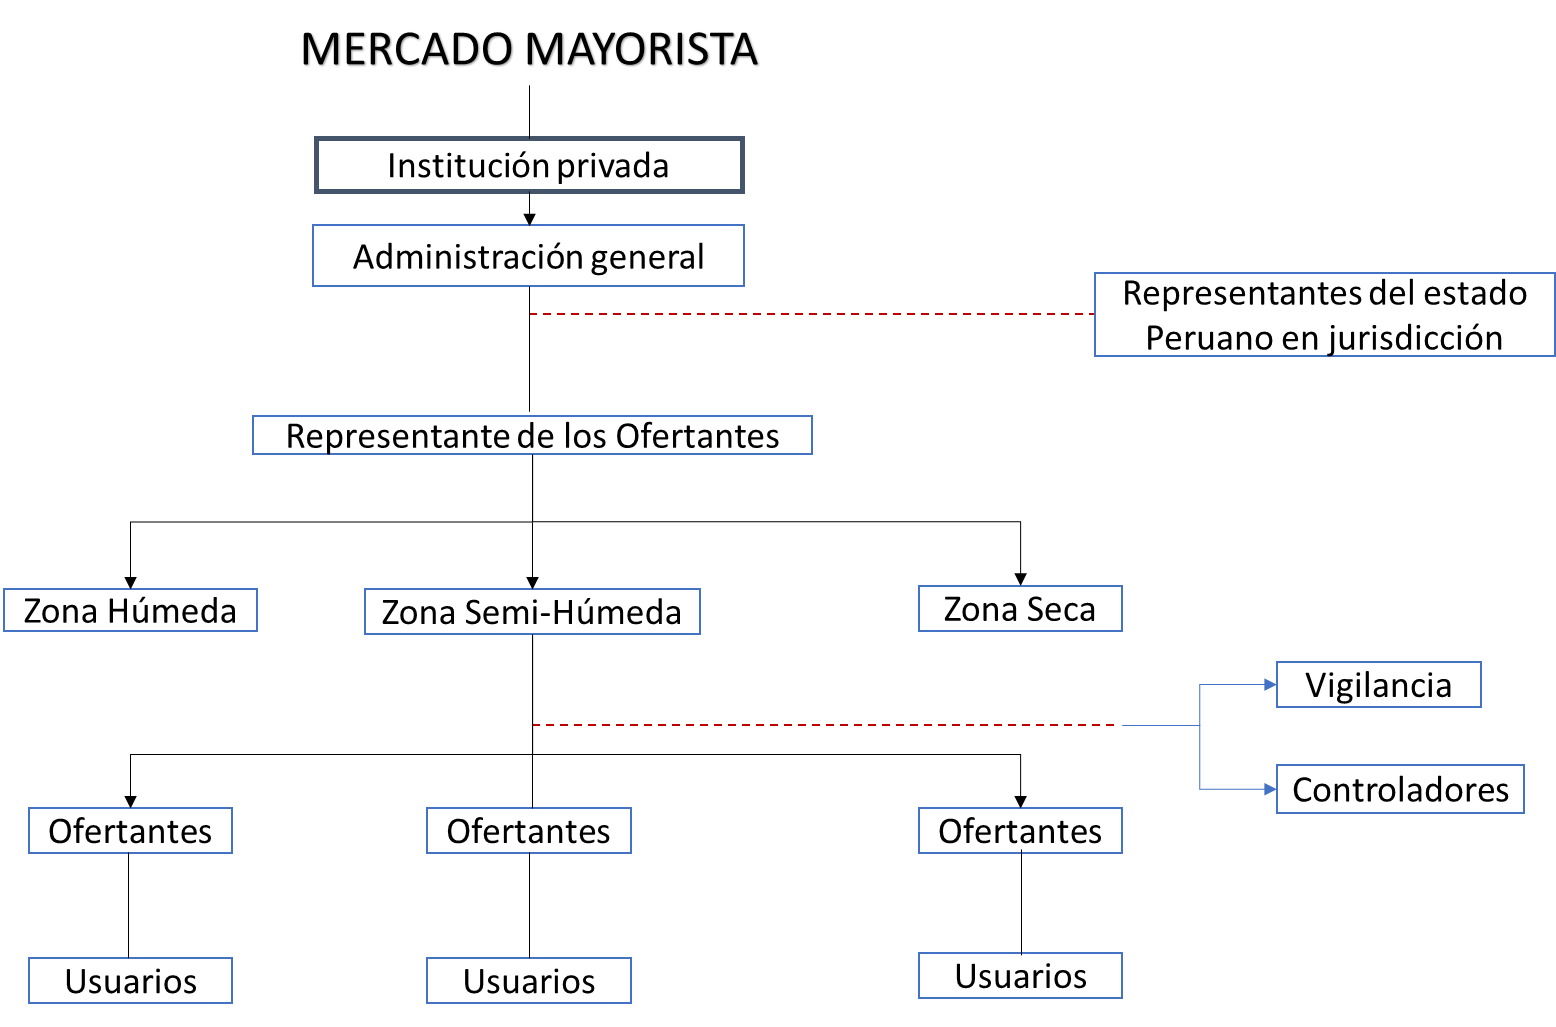 MERCADO MAYORISTA
Institución privada
Administración general
Representantes del estado
Peruano en jurisdicción
Representante de los Ofertantes
Zona Húmeda
Zona Semi-Húmeda
Zona Seca
Vigilancia
Controladores
Ofertantes
Ofertantes
Ofertantes
Usuarios
Usuarios
Usuarios